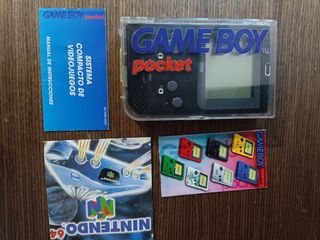 GAME BOY pocket
SISTEMA
COMPACTO DE
VIDEOJUEGOS
MANUAL DE INSTRUCCIONES
GAME BOY
pocket
NINTENDO 64
GAME BOY